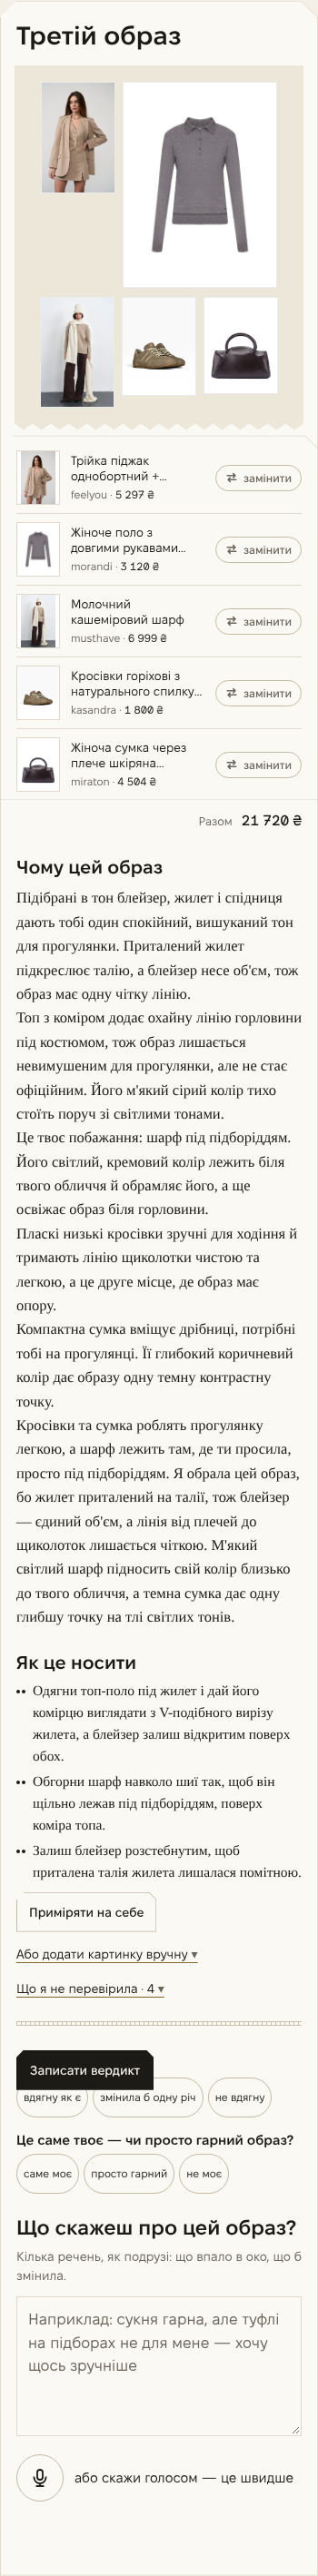 Третій образ
Трійка піджак
однобортний +...
feelyou · 5 297 ₴
замінити
Жіноче поло з
довгими рукавами...
morandi · 3 120 ₴
замінити
Молочний
кашеміровий шарф
musthave · 6 999 ₴
замінити
Кросівки горіхові з
натурального спилку...
kasandra · 1 800 ₴
замінити
Жіноча сумка через
плече шкіряна...
miraton · 4 504 ₴
замінити
Разом 21 720 ₴
Чому цей образ
Підібрані в тон блейзер, жилет і спідниця
дають тобі один спокійний, вишуканий тон
для прогулянки. Приталений жилет
підкреслює талію, а блейзер несе об'єм, тож
образ має одну чітку лінію.
Топ з коміром додає охайну лінію горловини
під костюмом, тож образ лишається
невимушеним для прогулянки, але не стає
офіційним. Його м'який сірий колір тихо
стоїть поруч зі світлими тонами.
Це твоє побажання: шарф під підборіддям.
Його світлий, кремовий колір лежить біля
твого обличчя й обрамляє його, а ще
освіжає образ біля горловини.
Пласкі низькі кросівки зручні для ходіння й
тримають лінію щиколотки чистою та
легкою, а це друге місце, де образ має
опору.
Компактна сумка вміщує дрібниці, потрібні
тобі на прогулянці. Її глибокий коричневий
колір дає образу одну темну контрастну
точку.
Кросівки та сумка роблять прогулянку
легкою, а шарф лежить там, де ти просила,
просто під підборіддям. Я обрала цей образ,
бо жилет приталений на талії, тож блейзер
— єдиний об'єм, а лінія від плечей до
щиколоток лишається чіткою. М'який
світлий шарф підносить свій колір близько
до твого обличчя, а темна сумка дає одну
глибшу точку на тлі світлих тонів.
Як це носити
•• Одягни топ-поло під жилет і дай його
комірцю виглядати з V-подібного вирізу
жилета, а блейзер залиш відкритим поверх
обох.
•• Обгорни шарф навколо шиї так, щоб він
щільно лежав під підборіддям, поверх
коміра топа.
•• Залиш блейзер розстебнутим, щоб
приталена талія жилета лишалася помітною.
Приміряти на себе
Або додати картинку вручну ▾
Що я не перевірила · 4 ▾
Записати вердикт
вдягну як є
змінила б одну річ
не вдягну
Це саме твоє — чи просто гарний образ?
саме моє
просто гарний
не моє
Що скажеш про цей образ?
Кілька речень, як подрузі: що впало в око, що б
змінила.
Наприклад: сукня гарна, але туфлі
на підборах не для мене — хочу
щось зручніше
або скажи голосом — це швидше